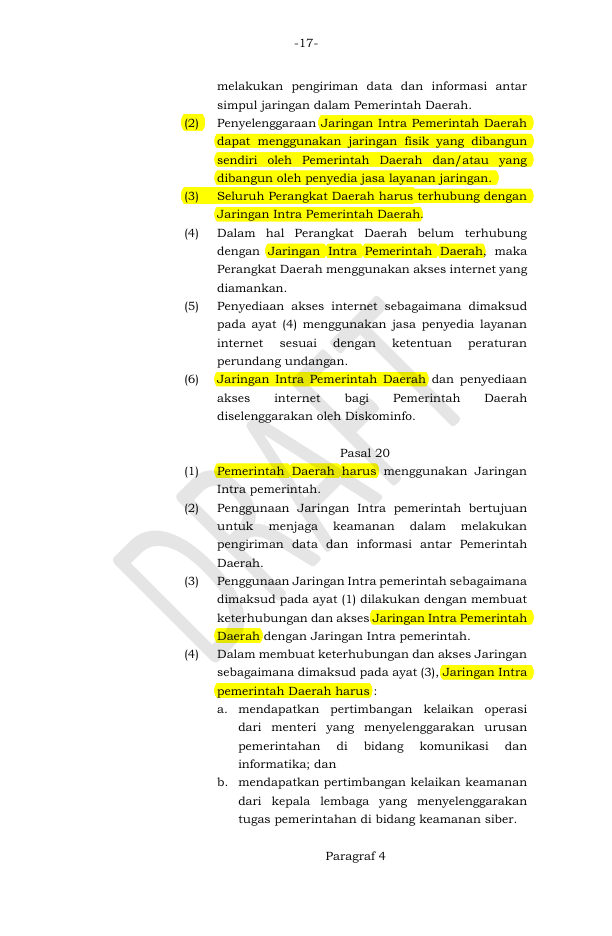 -17-
melakukan pengiriman data dan informasi antar
simpul jaringan dalam Pemerintah Daerah.
(2) Penyelenggaraan Jaringan Intra Pemerintah Daerah
dapat menggunakan jaringan fisik yang dibangun
sendiri oleh Pemerintah Daerah dan/atau yang
dibangun oleh penyedia jasa layanan jaringan.
(3) Seluruh Perangkat Daerah harus terhubung dengan
Jaringan Intra Pemerintah Daerah.
(4) Dalam hal Perangkat Daerah belum terhubung
dengan Jaringan Intra Pemerintah Daerah, maka
Perangkat Daerah menggunakan akses internet yang
diamankan.
(5) Penyediaan akses internet sebagaimana dimaksud
pada ayat (4) menggunakan jasa penyedia layanan
internet sesuai dengan ketentuan peraturan
perundang undangan.
(6) Jaringan Intra Pemerintah Daerah dan penyediaan
akses internet bagi Pemerintah Daerah
diselenggarakan oleh Diskominfo.
Pasal 20
(1) Pemerintah Daerah harus menggunakan Jaringan
Intra pemerintah.
(2) Penggunaan Jaringan Intra pemerintah bertujuan
untuk menjaga keamanan dalam melakukan
pengiriman data dan informasi antar Pemerintah
Daerah.
(3) Penggunaan Jaringan Intra pemerintah sebagaimana
dimaksud pada ayat (1) dilakukan dengan membuat
keterhubungan dan akses Jaringan Intra Pemerintah
Daerah dengan Jaringan Intra pemerintah.
(4) Dalam membuat keterhubungan dan akses Jaringan
sebagaimana dimaksud pada ayat (3), Jaringan Intra
pemerintah Daerah harus :
a. mendapatkan pertimbangan kelaikan operasi
dari menteri yang menyelenggarakan urusan
pemerintahan di bidang komunikasi dan
informatika; dan
b. mendapatkan pertimbangan kelaikan keamanan
dari kepala lembaga yang menyelenggarakan
tugas pemerintahan di bidang keamanan siber.
Paragraf 4
DRAFT